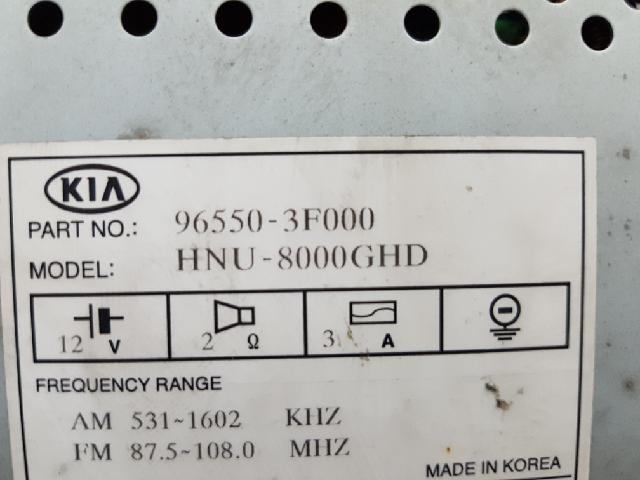 KIA
PART NO.: 96550-3F000
MODEL: HNU-8000GHD
12 V 2 Ω 3 A
FREQUENCY RANGE
AM 531~1602 KHZ
FM 87.5~108.0 MHZ
MADE IN KOREA